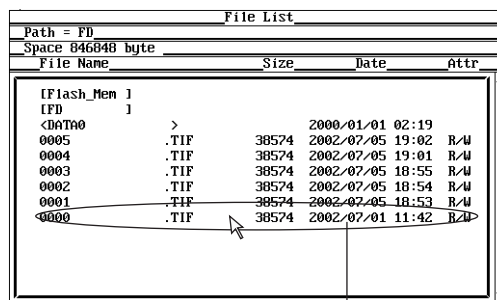 File List
Path = FD
Space 846848 byte
File Name Size Date Attr
[Flash_Mem ]
[FD ]
<DATA0 > 2000/01/01 02:19
0005 .TIF 38574 2002/07/05 19:02 R/W
0004 .TIF 38574 2002/07/05 19:01 R/W
0003 .TIF 38574 2002/07/05 18:55 R/W
0002 .TIF 38574 2002/07/05 18:54 R/W
0001 .TIF 38574 2002/07/05 18:53 R/W
0000 .TIF 38574 2002/07/01 11:42 R/W